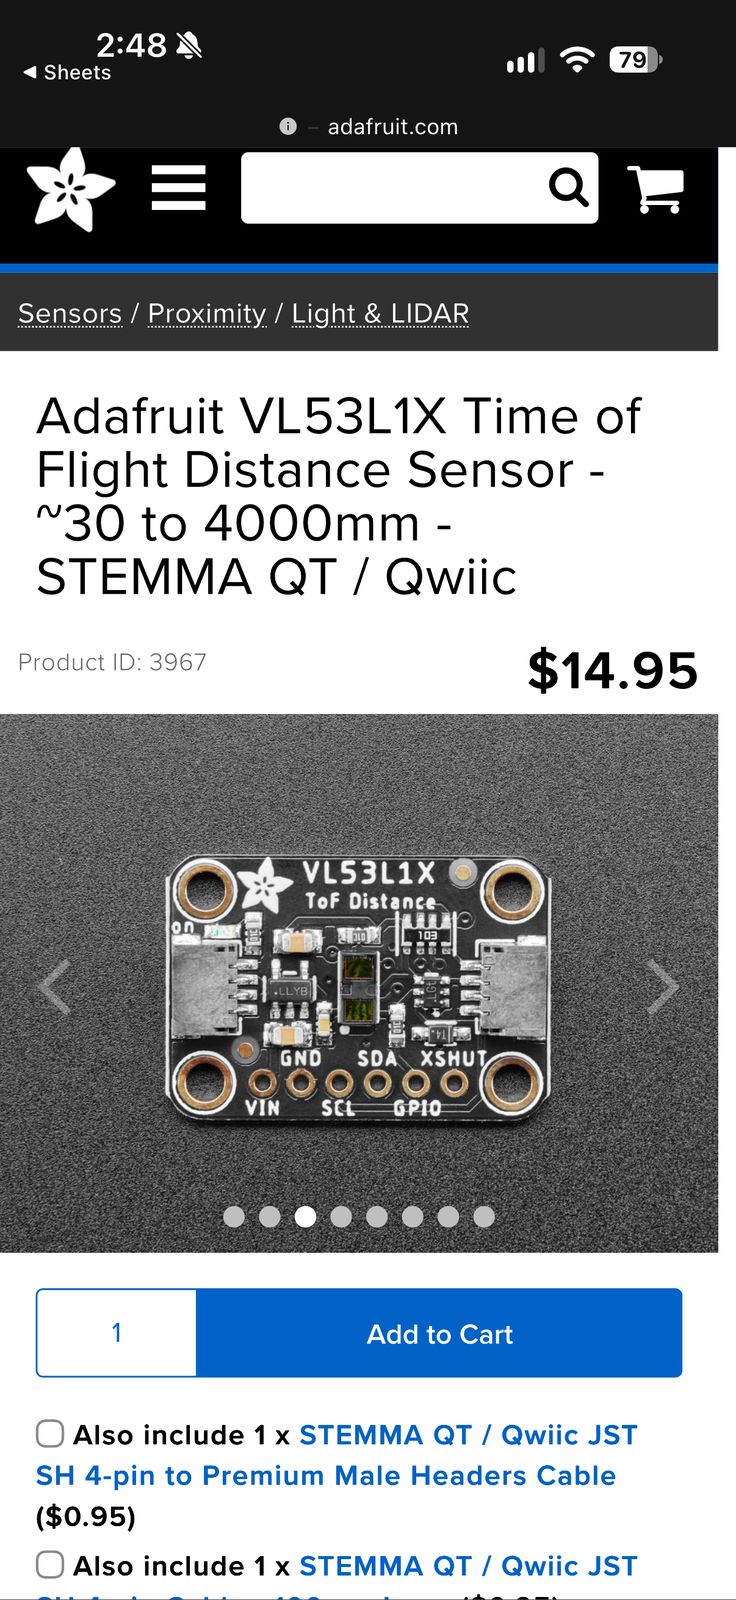 2:48
79
◀ Sheets
adafruit.com
Sensors / Proximity / Light & LIDAR
Adafruit VL53L1X Time of
Flight Distance Sensor -
~30 to 4000mm -
STEMMA QT / Qwiic
Product ID: 3967
$14.95
VL53L1X
ToF Distance
on
103
LLYB
GND SDA XSHUT
VIN SCL GPIO
1
Add to Cart
Also include 1 x STEMMA QT / Qwiic JST
SH 4-pin to Premium Male Headers Cable
($0.95)
Also include 1 x STEMMA QT / Qwiic JST